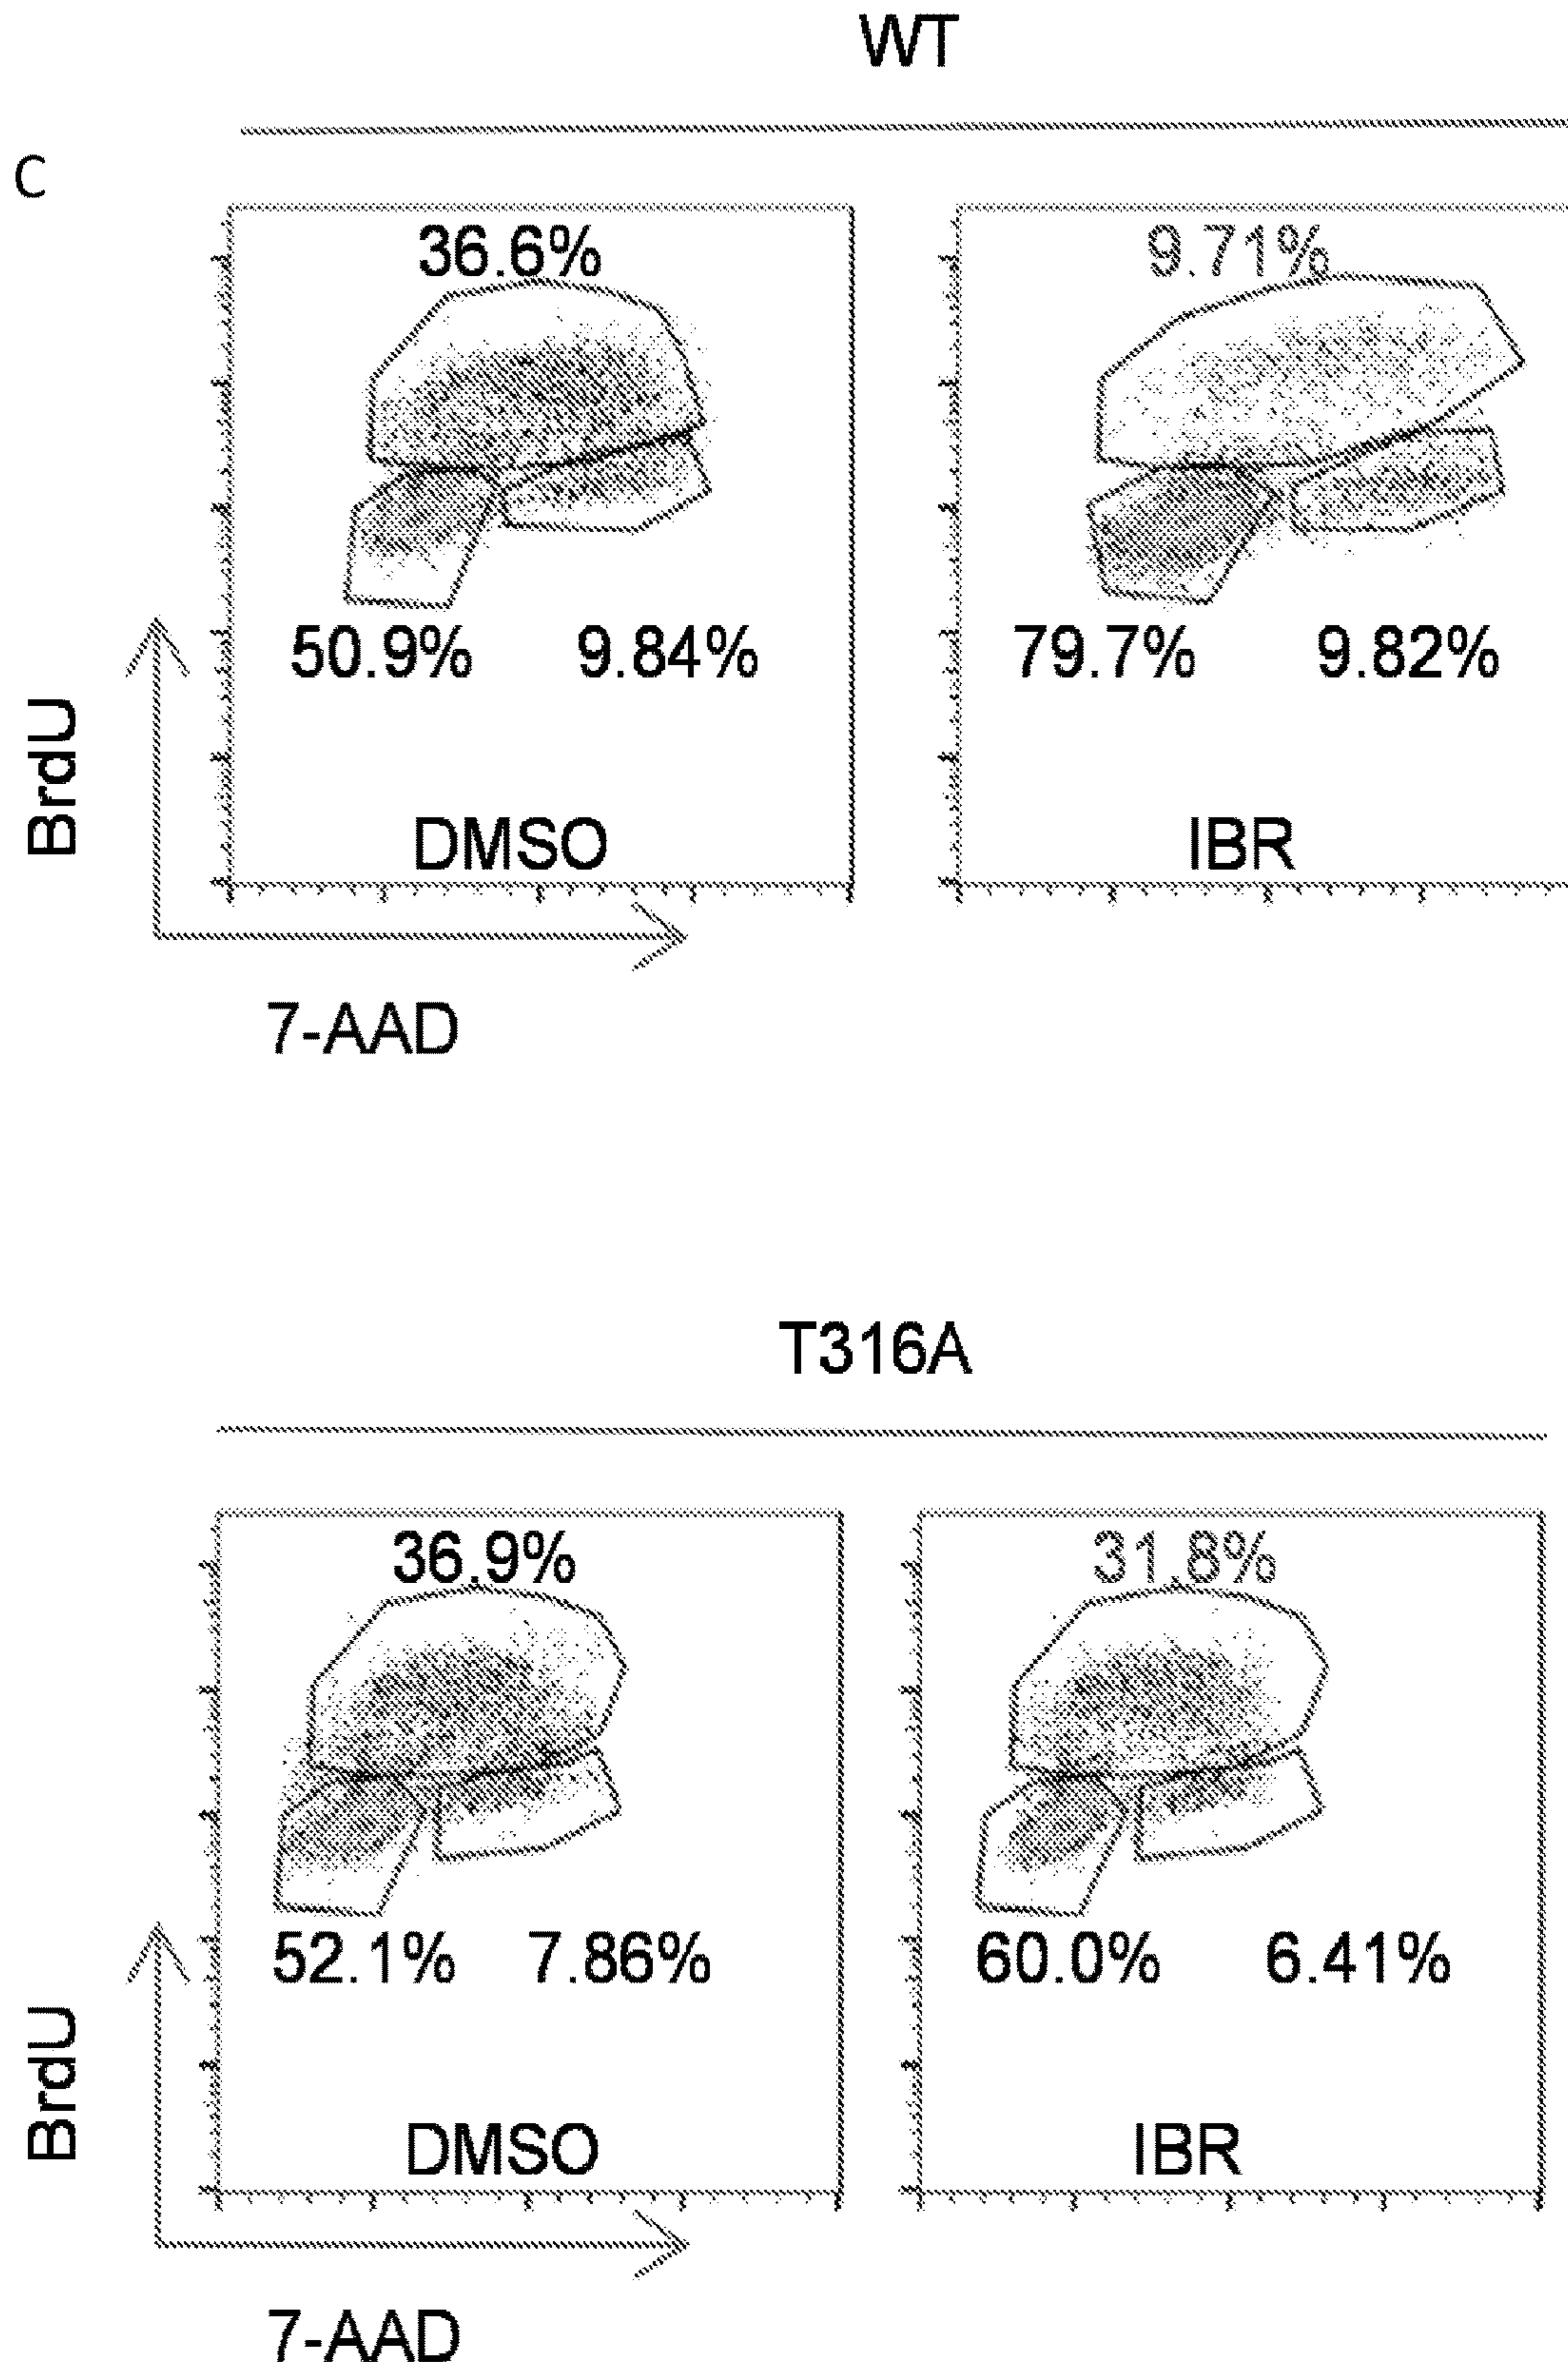 WT
C
36.6%
9.71%
50.9%
9.84%
79.7%
9.82%
DMSO
IBR
BrdU
7-AAD
T316A
36.9%
31.8%
52.1%
7.86%
60.0%
6.41%
DMSO
IBR
BrdU
7-AAD